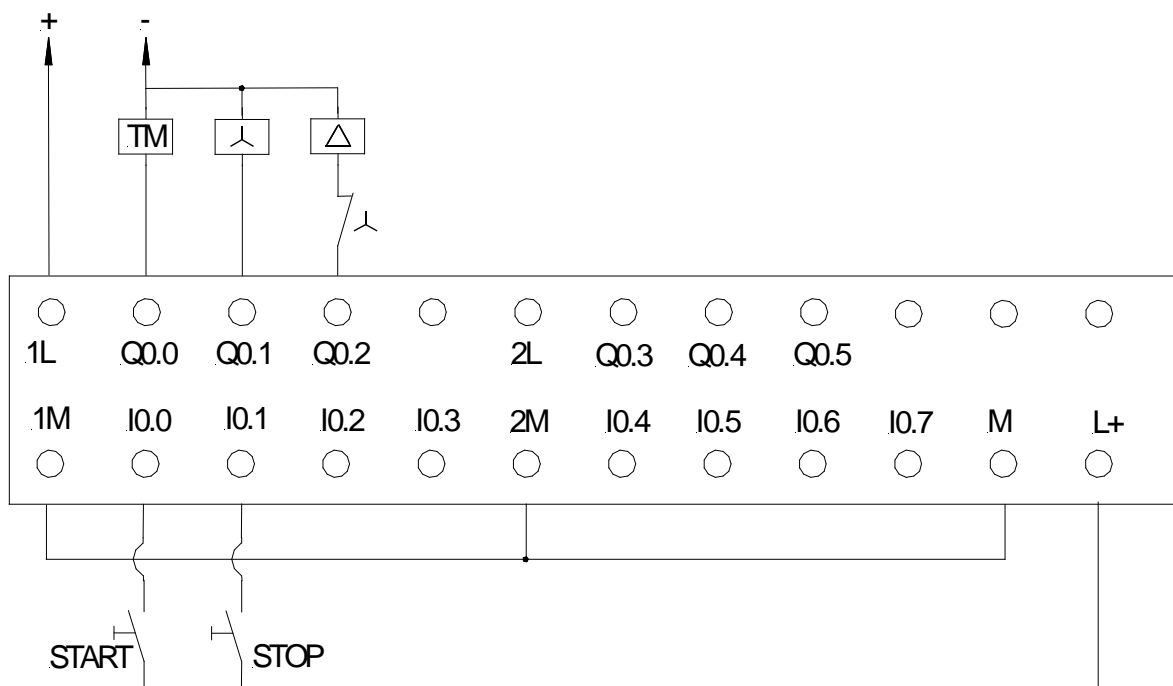 + -
TM
1L Q0.0 Q0.1 Q0.2 2L Q0.3 Q0.4 Q0.5
1M I0.0 I0.1 I0.2 I0.3 2M I0.4 I0.5 I0.6 I0.7 M L+
START STOP